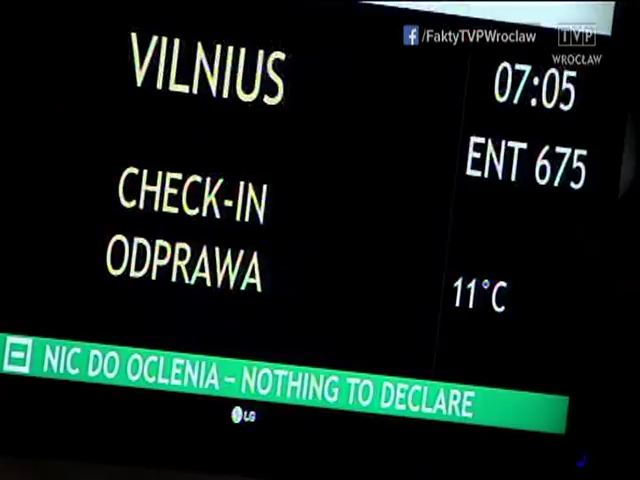 /FaktyTVPWroclaw
TVP
WROCŁAW
VILNIUS
07:05
ENT 675
CHECK-IN
ODPRAWA
11°C
NIC DO OCLENIA – NOTHING TO DECLARE
LG